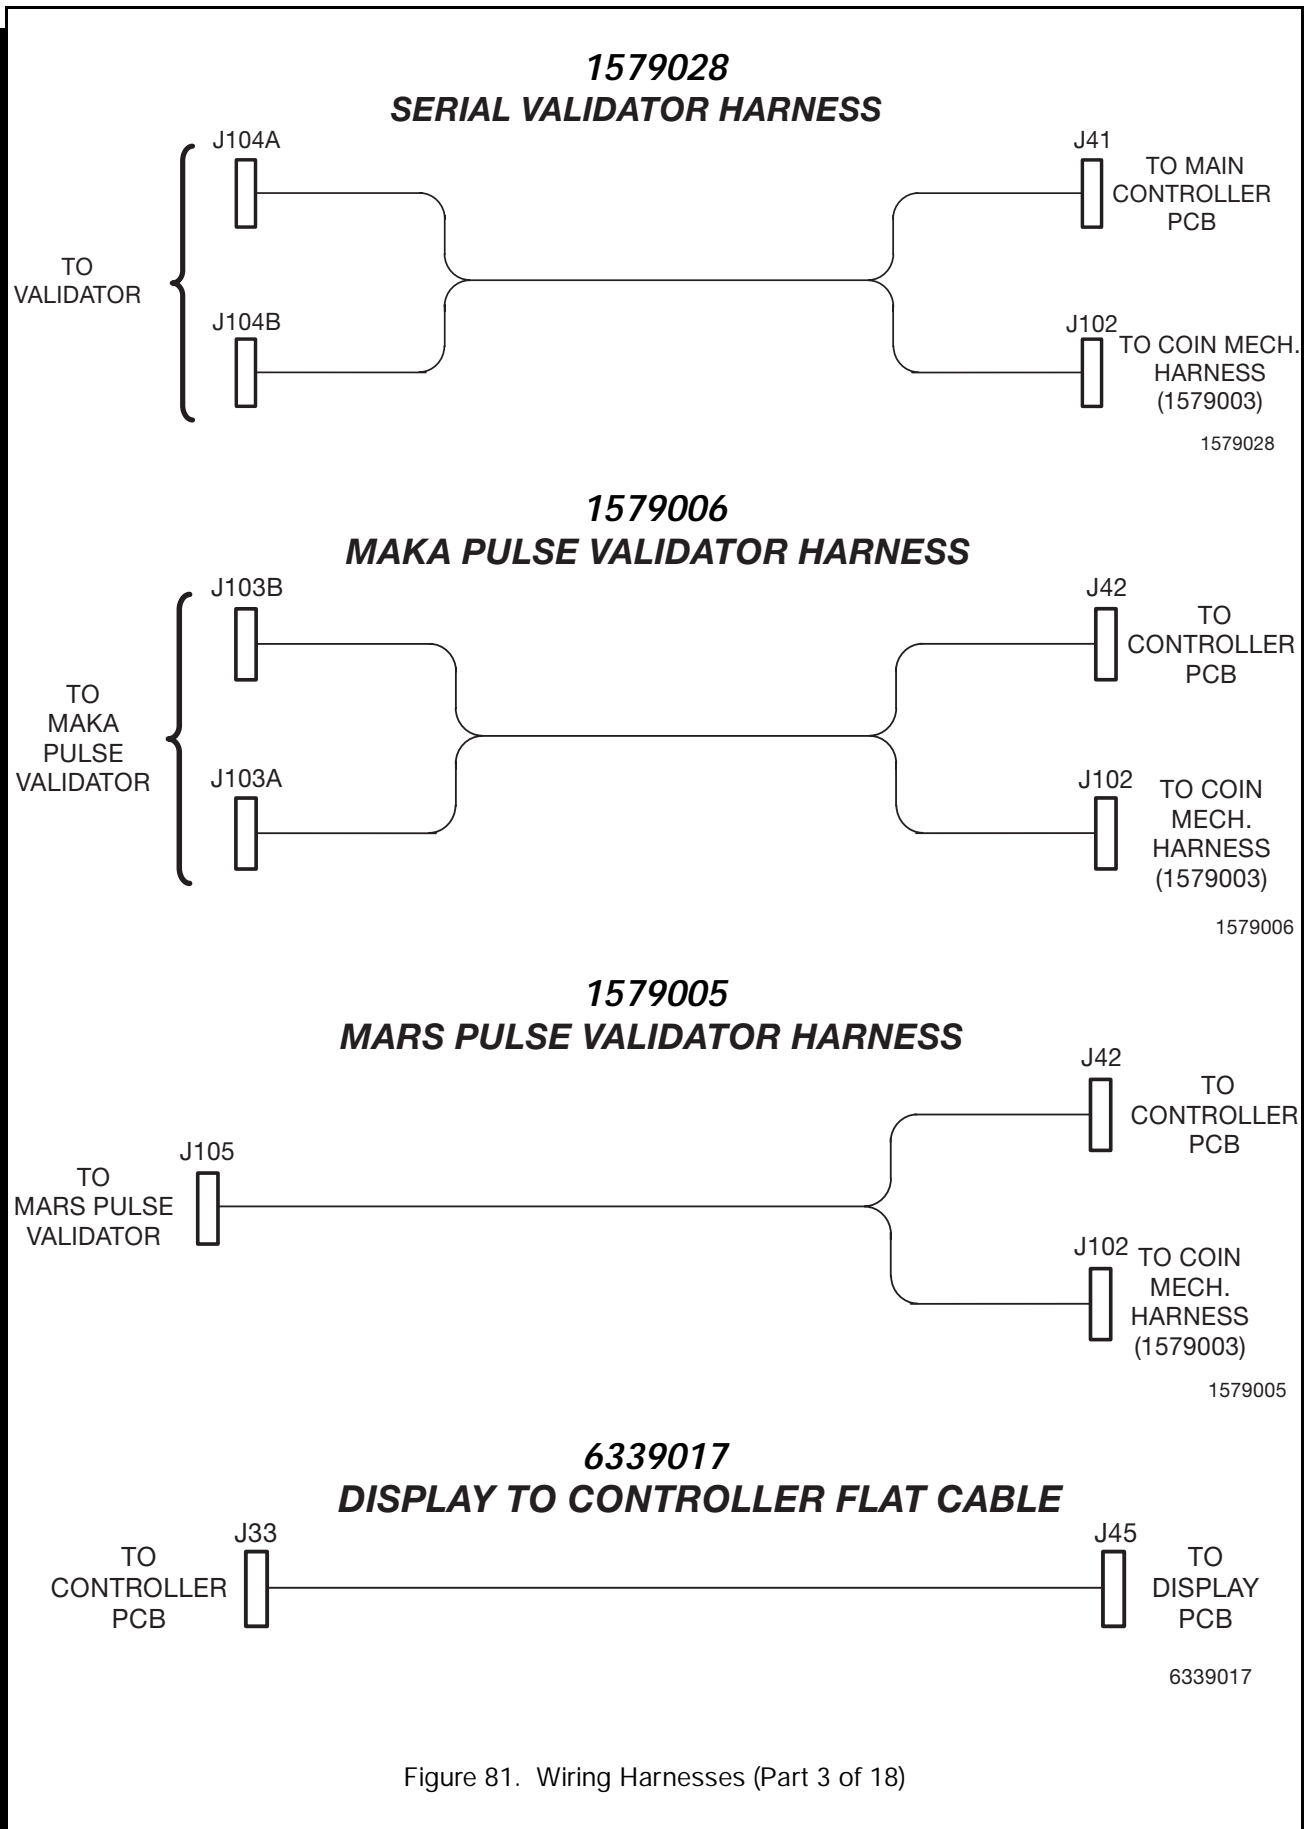 1579028
SERIAL VALIDATOR HARNESS
J104A
J41
TO MAIN
CONTROLLER
PCB
TO
VALIDATOR
J104B
J102
TO COIN MECH.
HARNESS
(1579003)
1579028
1579006
MAKA PULSE VALIDATOR HARNESS
J103B
J42
TO
CONTROLLER
PCB
TO
MAKA
PULSE
VALIDATOR
J103A
J102
TO COIN
MECH.
HARNESS
(1579003)
1579006
1579005
MARS PULSE VALIDATOR HARNESS
J42
TO
CONTROLLER
PCB
J105
TO
MARS PULSE
VALIDATOR
J102
TO COIN
MECH.
HARNESS
(1579003)
1579005
6339017
DISPLAY TO CONTROLLER FLAT CABLE
J33
TO
CONTROLLER
PCB
J45
TO
DISPLAY
PCB
6339017
Figure 81. Wiring Harnesses (Part 3 of 18)